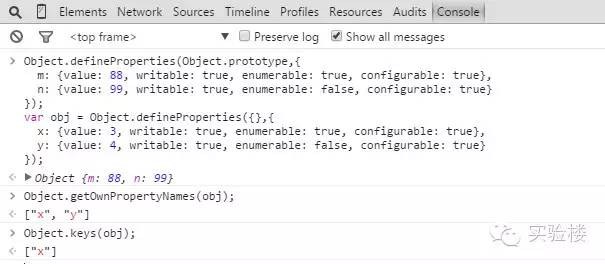 Elements Network Sources Timeline Profiles Resources Audits Console
<top frame> ▼ Preserve log Show all messages
> Object.defineProperties(Object.prototype,{
m: {value: 88, writable: true, enumerable: true, configurable: true},
n: {value: 99, writable: true, enumerable: false, configurable: true}
});
var obj = Object.defineProperties({},{
x: {value: 3, writable: true, enumerable: true, configurable: true},
y: {value: 4, writable: true, enumerable: false, configurable: true}
});
Object {m: 88, n: 99}
> Object.getOwnPropertyNames(obj);
["x", "y"]
> Object.keys(obj);
["x"]
实验楼